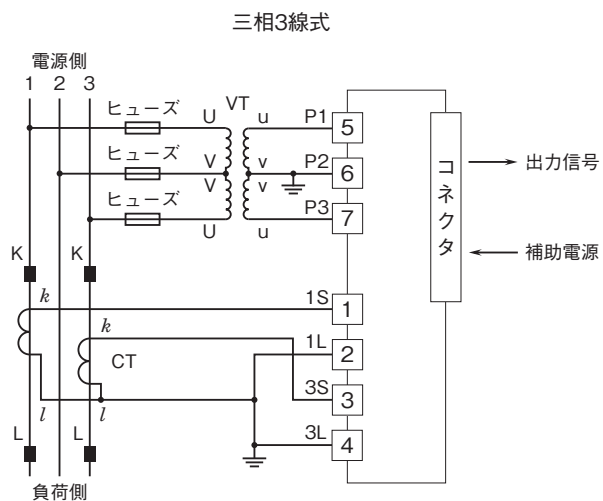 三相3線式
電源側
1 2 3
ヒューズ U VT u P1 5
ヒューズ V v P2 6
V v
ヒューズ U u P3 7
コネクタ
出力信号
補助電源
K K
k 1S 1
k 1L 2
CT
l l 3S 3
L L 3L 4
負荷側